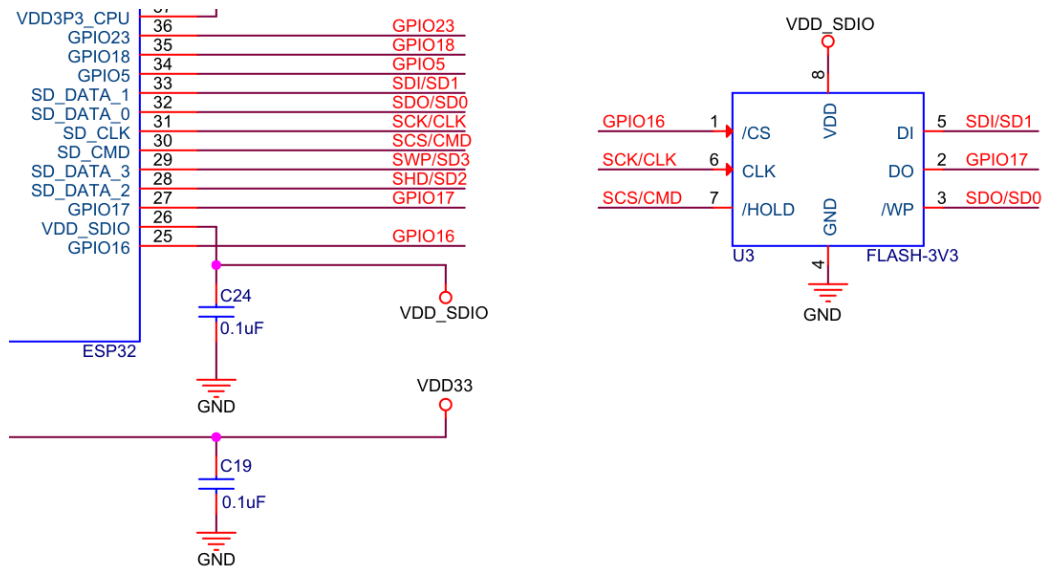 VDD3P3_CPU 37
GPIO23 36 GPIO23
GPIO18 35 GPIO18
GPIO5 34 GPIO5
SD_DATA_1 33 SDI/SD1
SD_DATA_0 32 SDO/SD0
SD_CLK 31 SCK/CLK
SD_CMD 30 SCS/CMD
SD_DATA_3 29 SWP/SD3
SD_DATA_2 28 SHD/SD2
GPIO17 27 GPIO17
VDD_SDIO 26
GPIO16 25 GPIO16
C24
0.1uF
VDD_SDIO
ESP32
GND
VDD33
C19
0.1uF
GND
VDD_SDIO
8
VDD
GPIO16 1 /CS
DI 5 SDI/SD1
SCK/CLK 6 CLK
DO 2 GPIO17
SCS/CMD 7 /HOLD
/WP 3 SDO/SD0
GND
4
U3
FLASH-3V3
GND